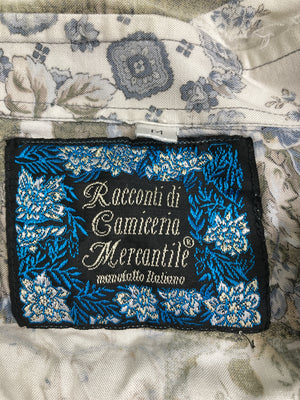 Racconti di
Camiceria
Mercantile®
manufatto Italiano